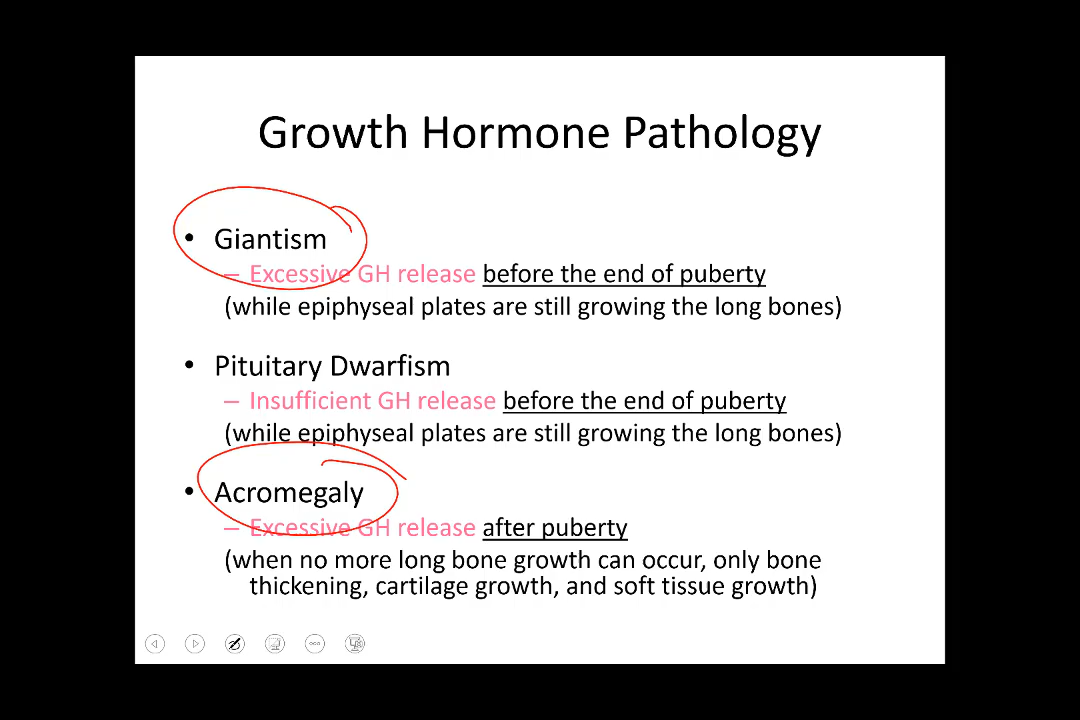 Growth Hormone Pathology
• Giantism
– Excessive GH release before the end of puberty
(while epiphyseal plates are still growing the long bones)
• Pituitary Dwarfism
– Insufficient GH release before the end of puberty
(while epiphyseal plates are still growing the long bones)
• Acromegaly
– Excessive GH release after puberty
(when no more long bone growth can occur, only bone
thickening, cartilage growth, and soft tissue growth)